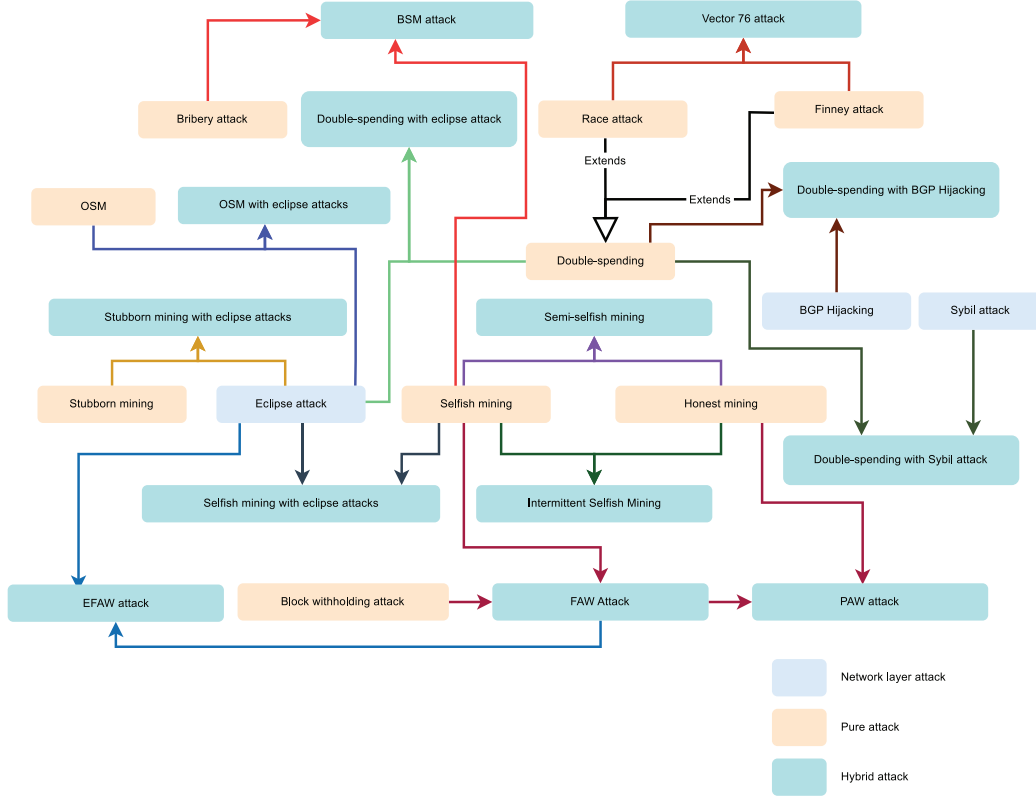 BSM attack
Vector 76 attack
Bribery attack
Double-spending with eclipse attack
Race attack
Finney attack
Extends
OSM
OSM with eclipse attacks
Extends
Double-spending with BGP Hijacking
Double-spending
Stubborn mining with eclipse attacks
Semi-selfish mining
BGP Hijacking
Sybil attack
Stubborn mining
Eclipse attack
Selfish mining
Honest mining
Double-spending with Sybil attack
Selfish mining with eclipse attacks
Intermittent Selfish Mining
EFAW attack
Block withholding attack
FAW Attack
PAW attack
Network layer attack
Pure attack
Hybrid attack